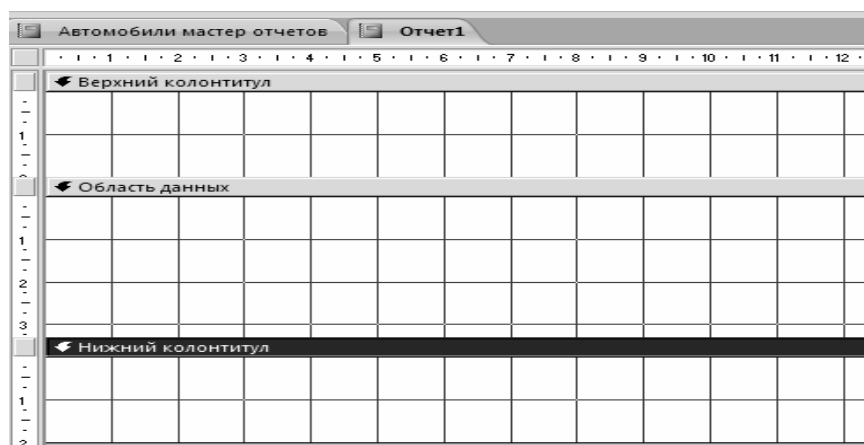 Автомобили мастер отчетов Отчет1
1 2 3 4 5 6 7 8 9 10 11 12
Верхний колонтитул
1
Область данных
1
2
3
Нижний колонтитул
1
2